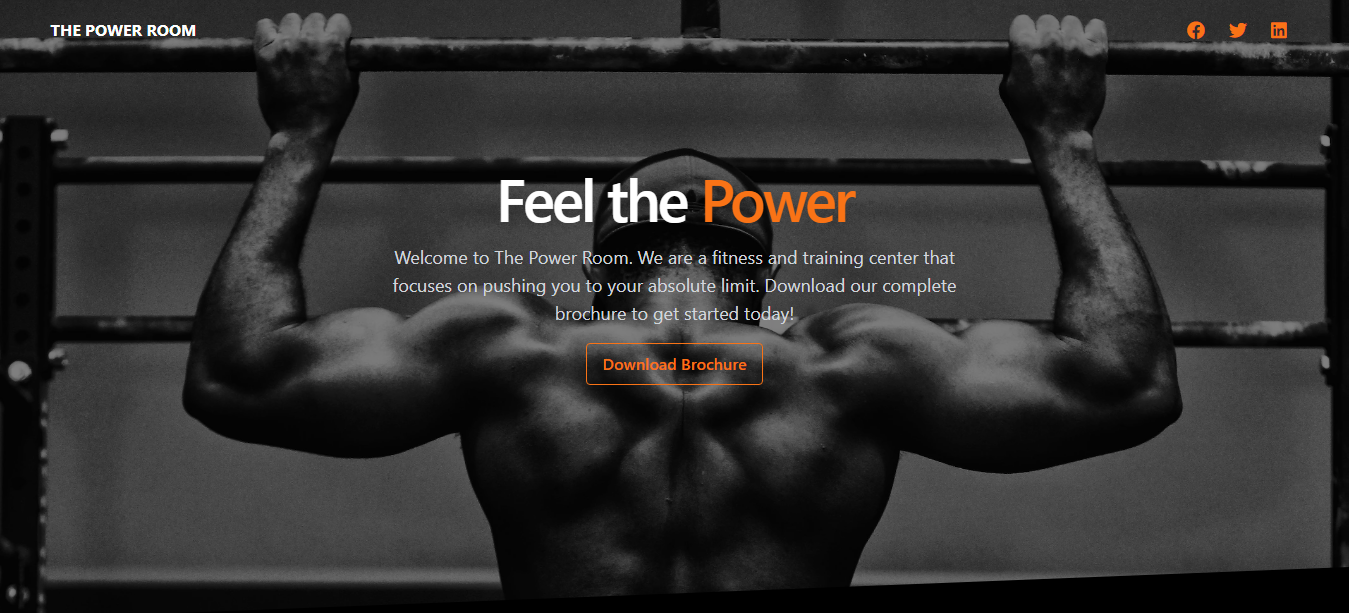 THE POWER ROOM
Feel the Power
Welcome to The Power Room. We are a fitness and training center that
focuses on pushing you to your absolute limit. Download our complete
brochure to get started today!
Download Brochure